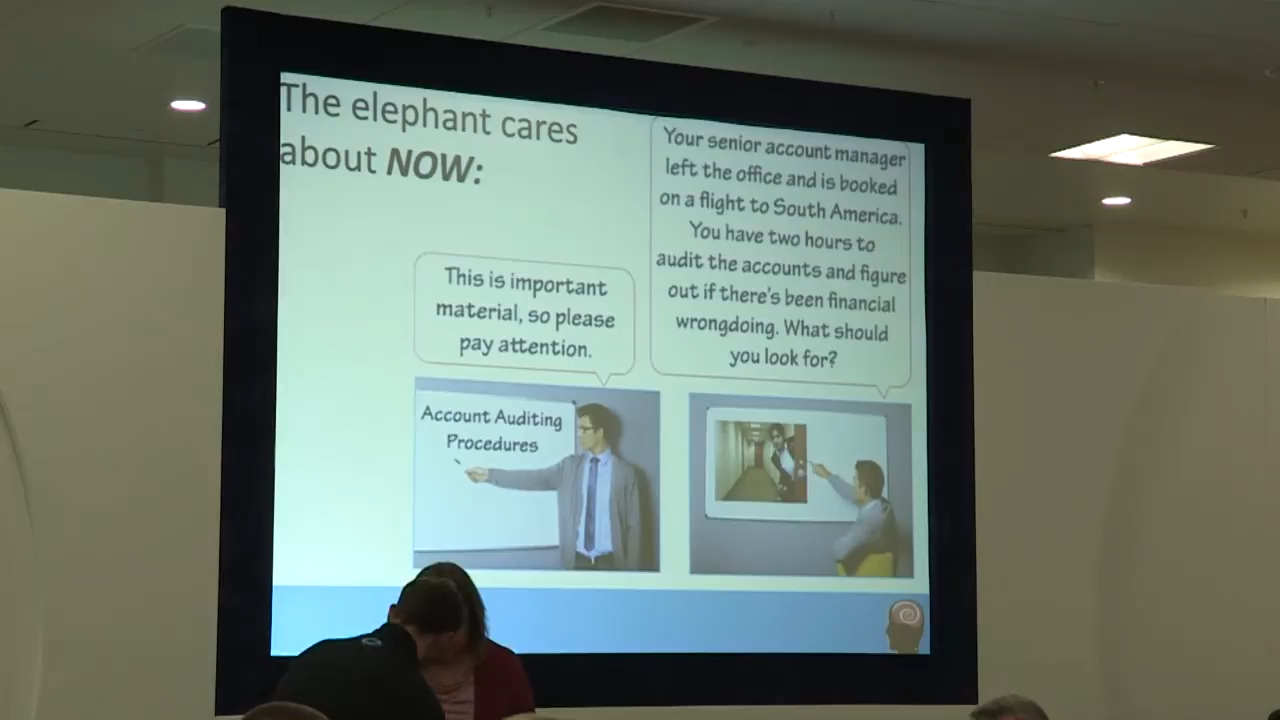 The elephant cares
about NOW:
This is important
material, so please
pay attention.
Your senior account manager
left the office and is booked
on a flight to South America.
You have two hours to
audit the accounts and figure
out if there's been financial
wrongdoing. What should
you look for?
Account Auditing
Procedures